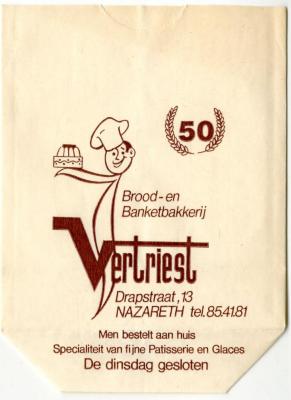 50
Brood- en
Banketbakkerij
Vertriest
Drapstraat, 13
NAZARETH tel. 85.41.81
Men bestelt aan huis
Specialiteit van fijne Patisserie en Glaces
De dinsdag gesloten